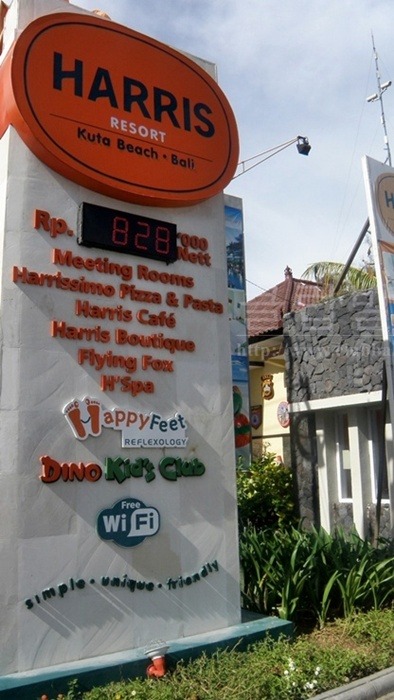 HARRIS
RESORT
Kuta Beach • Bali
Rp. 828 '000 Nett
Meeting Rooms
Harrissimo Pizza & Pasta
Harris Café
Harris Boutique
Flying Fox
H'Spa
HappyFeet
REFLEXOLOGY
DINO Kid's Club
Free
WiFi
simple • unique • friendly